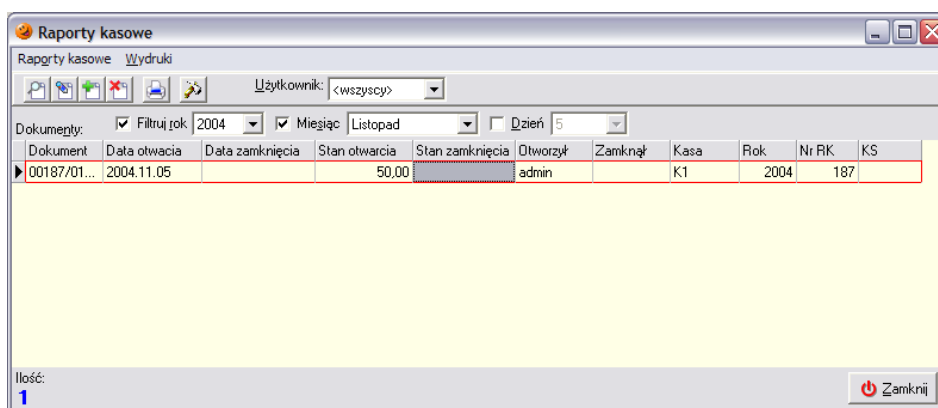 Raporty kasowe
Raporty kasowe Wydruki
Użytkownik: <wszyscy>
Dokumenty: Filtruj rok 2004 Miesiąc Listopad Dzień 5
Dokument Data otwacia Data zamknięcia Stan otwarcia Stan zamknięcia Otworzył Zamknął Kasa Rok Nr RK KS
00187/01... 2004.11.05 50,00 admin K1 2004 187
Ilość:
1
Zamknij